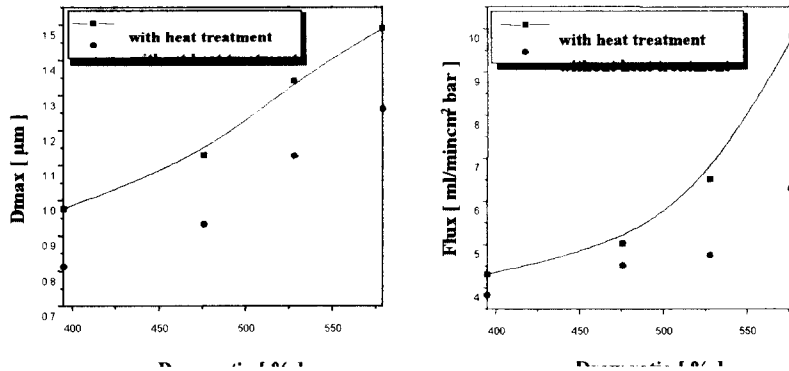 1.5
1.4
1.3
1.2
1.1
1.0
0.9
0.8
0.7
Dmax [ µm ]
with heat treatment
400 450 500 550
10
9
8
7
6
5
4
Flux [ ml/mincm² bar ]
with heat treatment
400 450 500 550